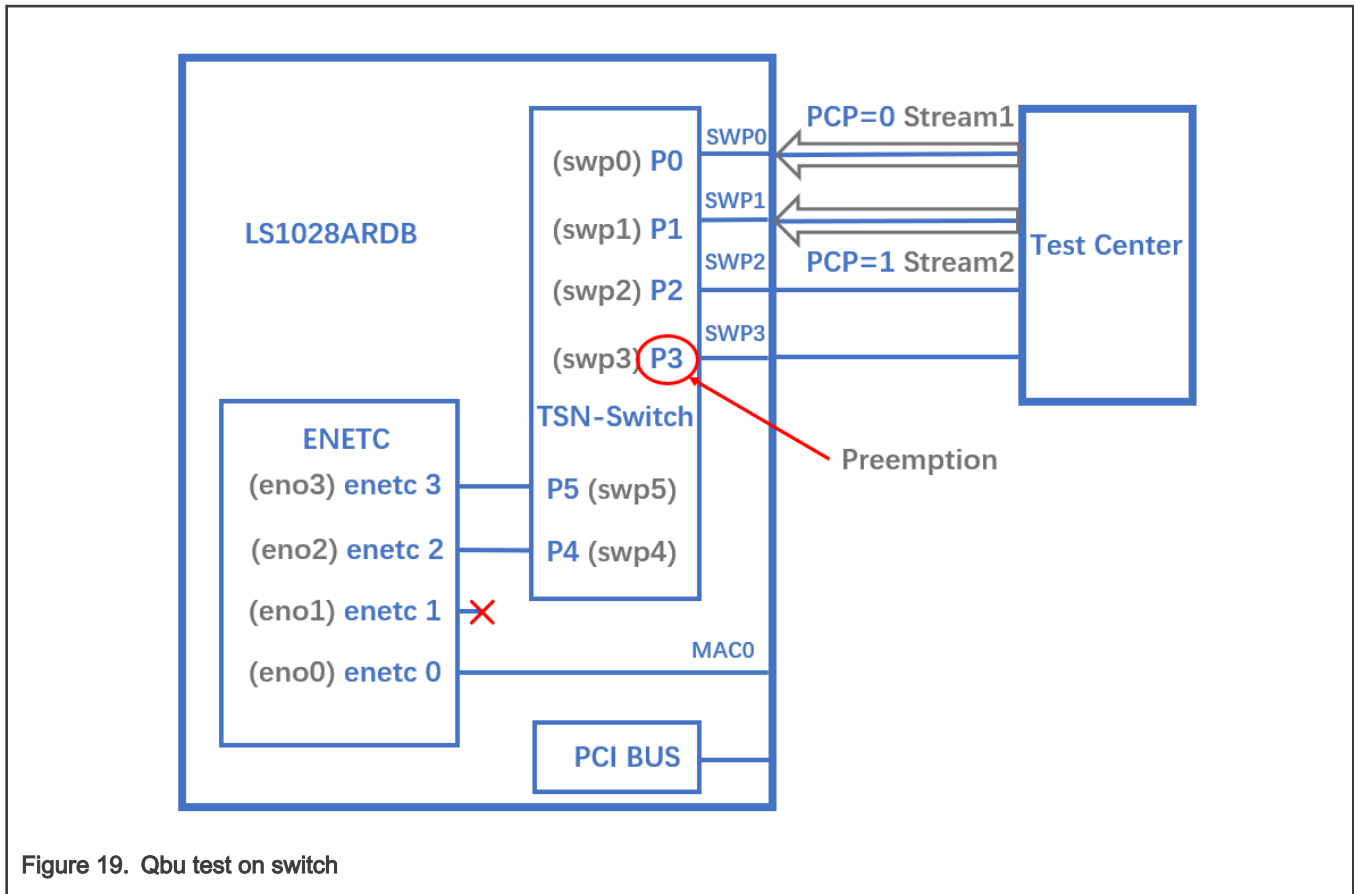 PCP=0 Stream1
SWP0
(swp0) P0
SWP1
LS1028ARDB
(swp1) P1
Test Center
SWP2
PCP=1 Stream2
(swp2) P2
SWP3
(swp3) P3
TSN-Switch
ENETC
Preemption
(eno3) enetc 3
P5 (swp5)
(eno2) enetc 2
P4 (swp4)
(eno1) enetc 1
MAC0
(eno0) enetc 0
PCI BUS
Figure 19. Qbu test on switch